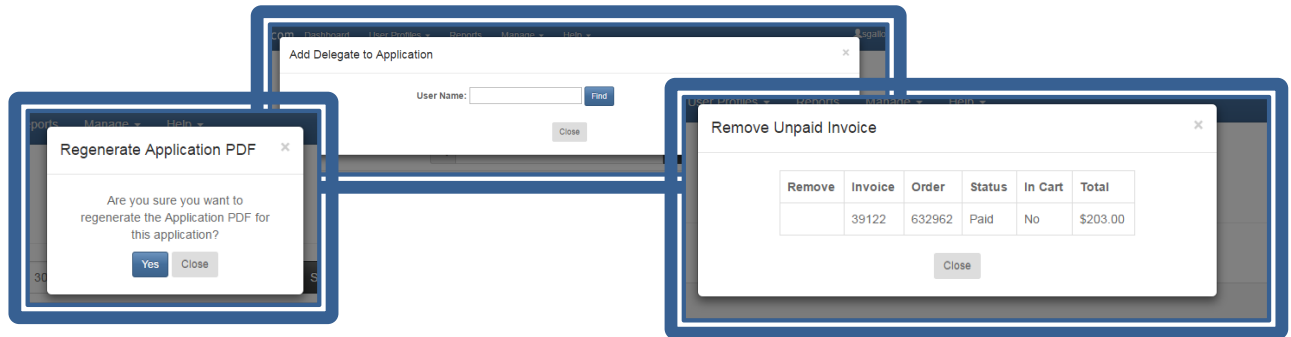 com Dashboard User Profiles Reports Manage Help
Add Delegate to Application ×
User Name: Find
Close
ports Manage Help
Regenerate Application PDF ×
Are you sure you want to
regenerate the Application PDF for
this application?
Yes Close
30
User Profiles Reports Manage Help
Remove Unpaid Invoice ×
Remove Invoice Order Status In Cart Total
39122 632962 Paid No $203.00
Close